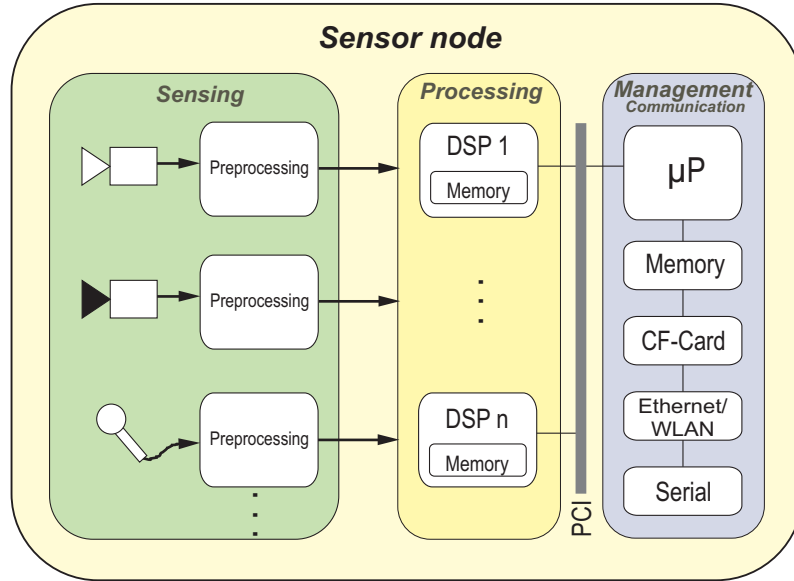 Sensor node
Sensing
Preprocessing
Preprocessing
Preprocessing
Processing
DSP 1
Memory
DSP n
Memory
PCI
Management
Communication
µP
Memory
CF-Card
Ethernet/
WLAN
Serial